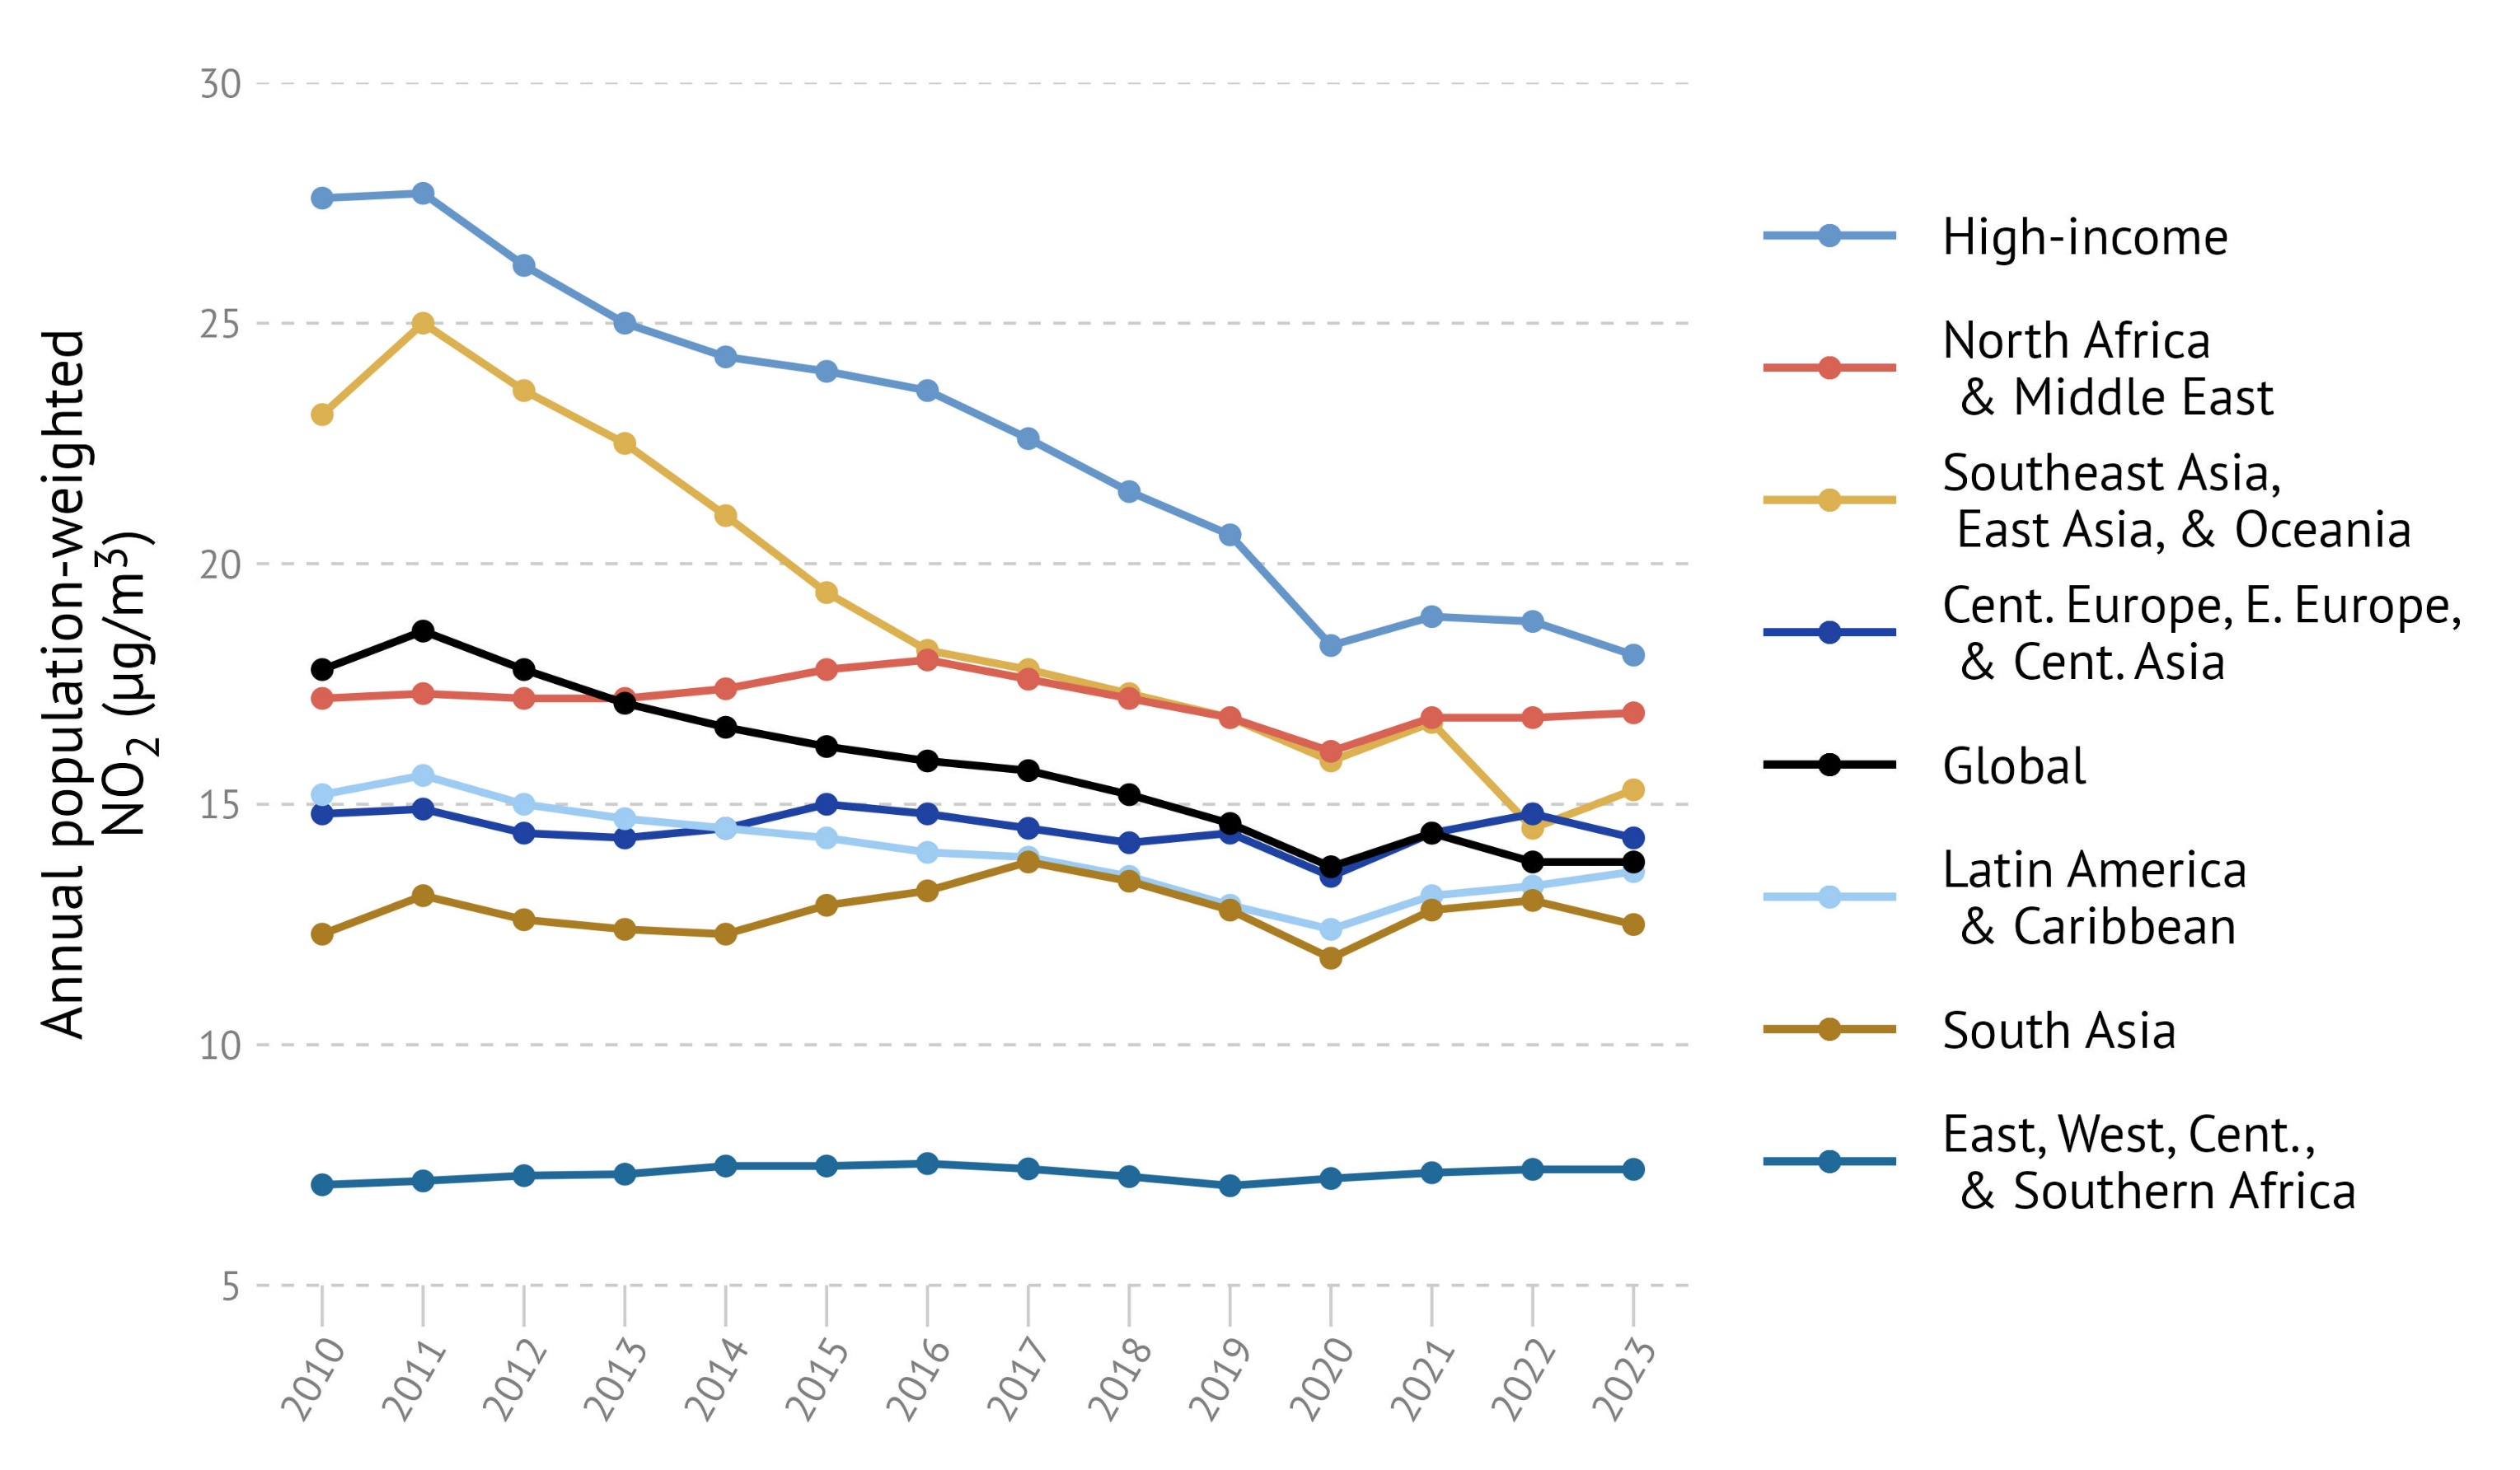 Annual population-weighted
NO₂ (µg/m³)
30
25
20
15
10
5
2010
2011
2012
2013
2014
2015
2016
2017
2018
2019
2020
2021
2022
2023
High-income
North Africa
& Middle East
Southeast Asia,
East Asia, & Oceania
Cent. Europe, E. Europe,
& Cent. Asia
Global
Latin America
& Caribbean
South Asia
East, West, Cent.,
& Southern Africa